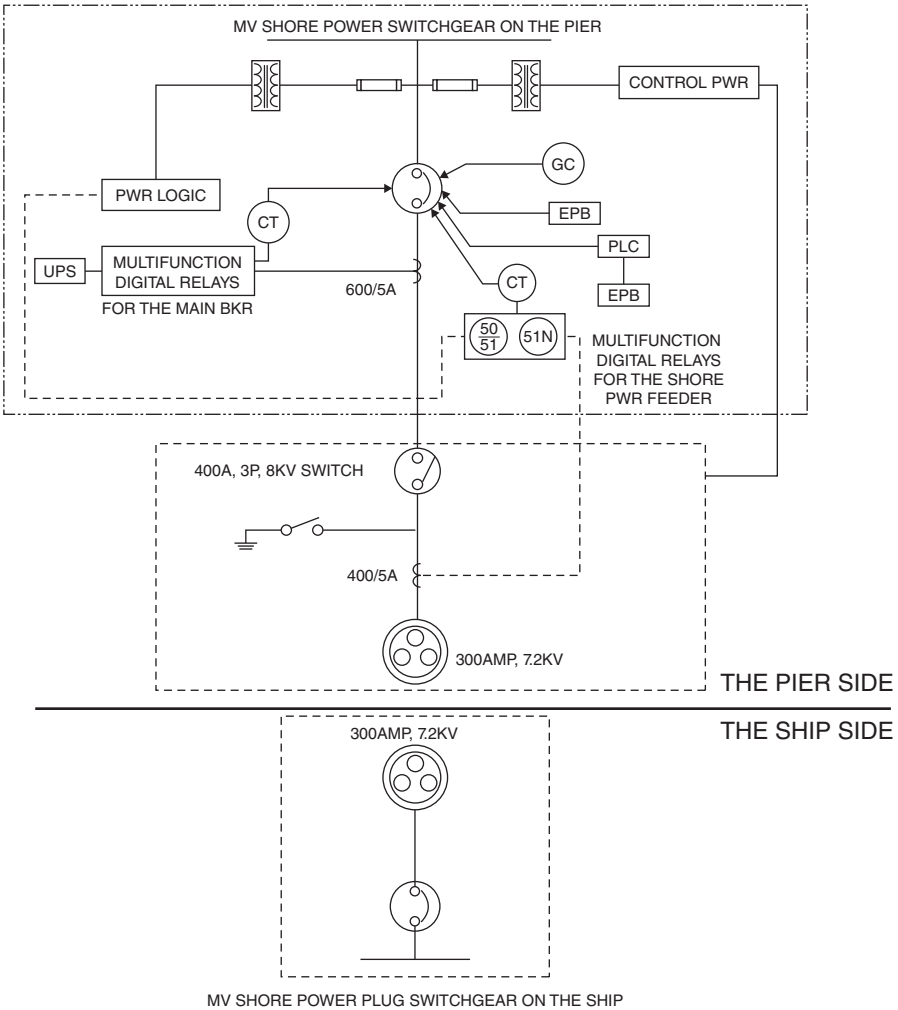 MV SHORE POWER SWITCHGEAR ON THE PIER
CONTROL PWR
GC
PWR LOGIC
EPB
CT
PLC
UPS
MULTIFUNCTION
DIGITAL RELAYS
FOR THE MAIN BKR
600/5A
CT
EPB
50
51
51N
MULTIFUNCTION
DIGITAL RELAYS
FOR THE SHORE
PWR FEEDER
400A, 3P, 8KV SWITCH
400/5A
300AMP, 7.2KV
THE PIER SIDE
THE SHIP SIDE
300AMP, 7.2KV
MV SHORE POWER PLUG SWITCHGEAR ON THE SHIP